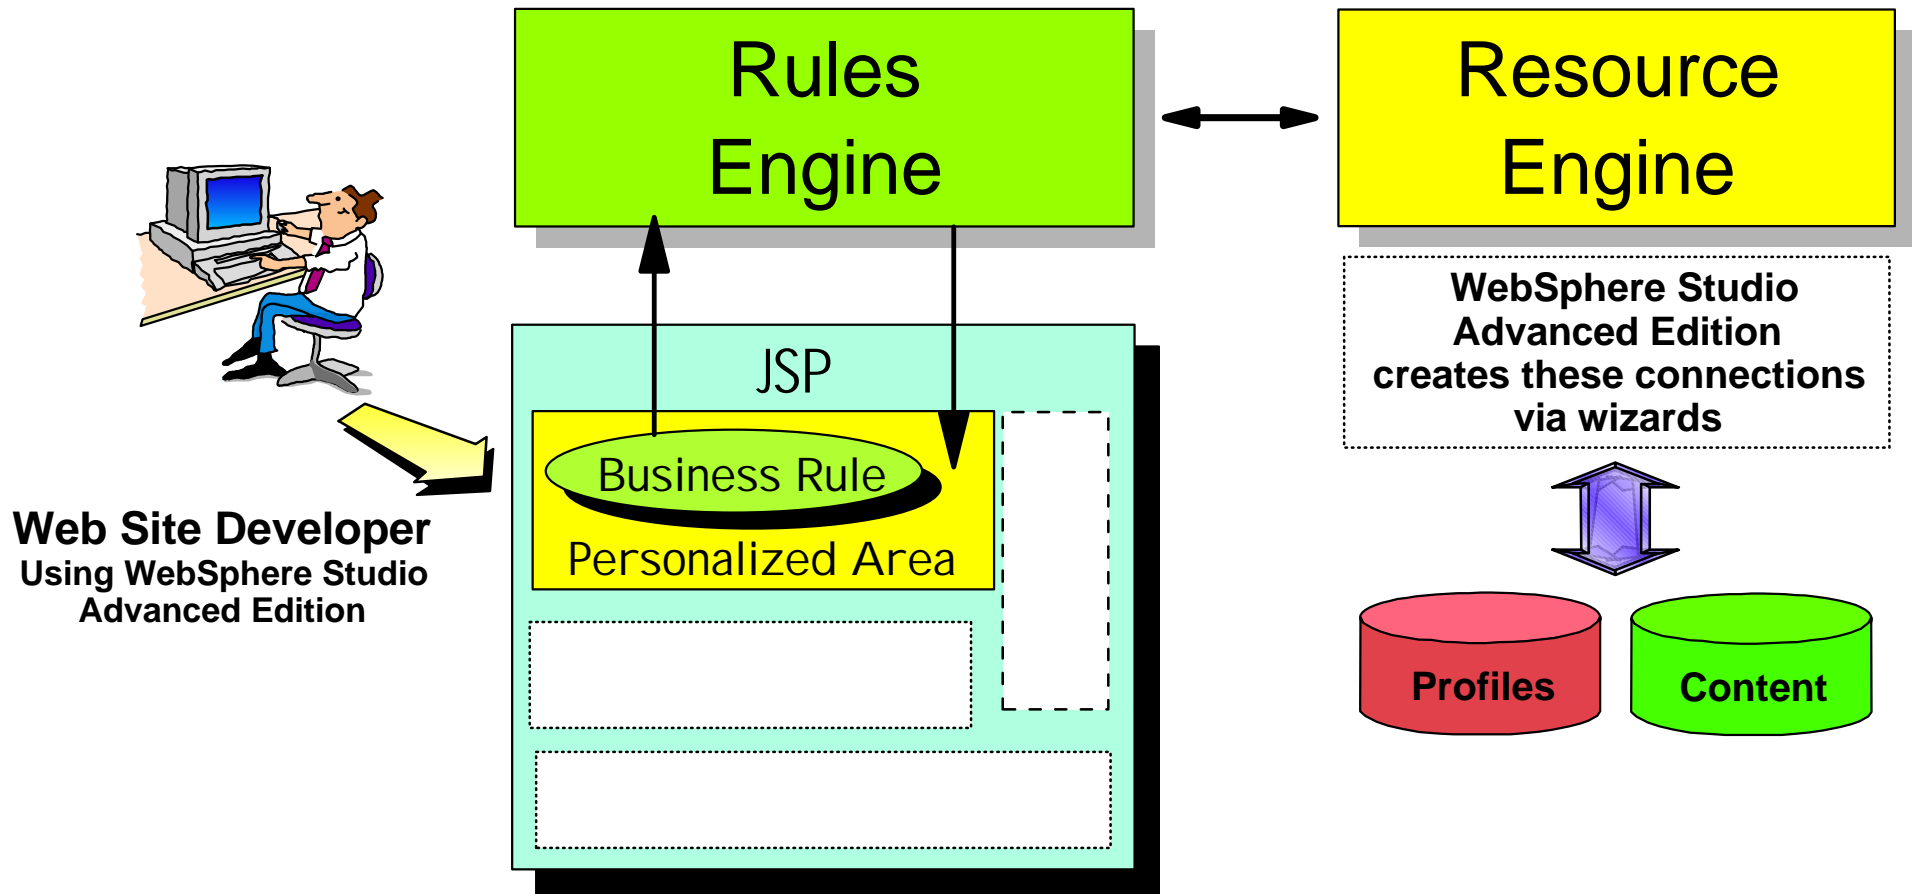 Rules
Engine
Resource
Engine
WebSphere Studio
Advanced Edition
creates these connections
via wizards
JSP
Business Rule
Personalized Area
Web Site Developer
Using WebSphere Studio
Advanced Edition
Profiles
Content